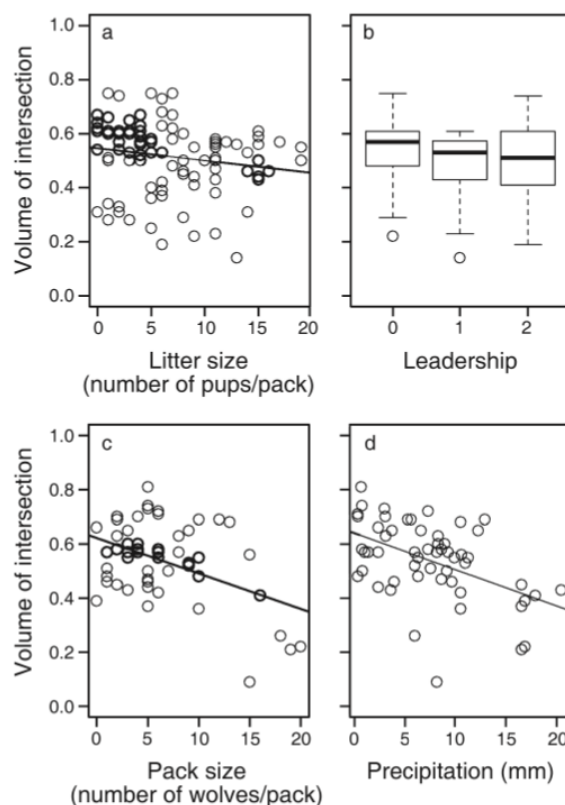 a
b
Volume of intersection
1.0
0.8
0.6
0.4
0.2
0.0
0 5 10 15 20
0 1 2
Litter size
(number of pups/pack)
Leadership
c
d
Volume of intersection
1.0
0.8
0.6
0.4
0.2
0.0
0 5 10 15 20
0 5 10 15 20
Pack size
(number of wolves/pack)
Precipitation (mm)